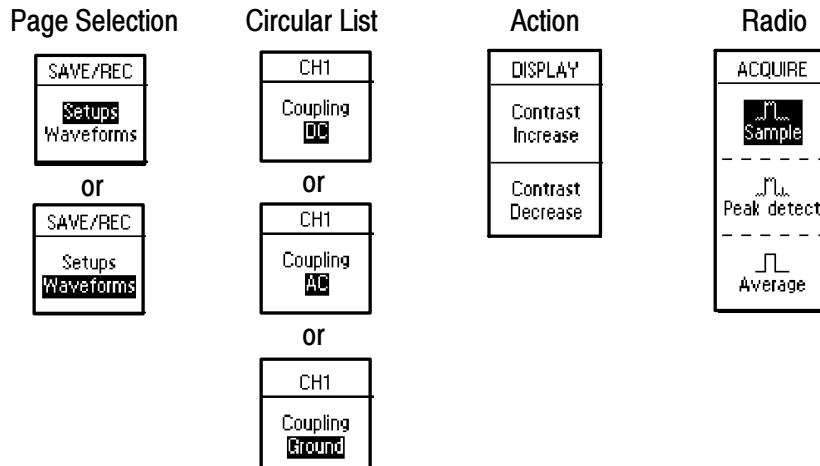 Page Selection
SAVE/REC
Setups
Waveforms
or
SAVE/REC
Setups
Waveforms
Circular List
CH1
Coupling
DC
or
CH1
Coupling
AC
or
CH1
Coupling
Ground
Action
DISPLAY
Contrast
Increase
Contrast
Decrease
Radio
ACQUIRE
Sample
Peak detect
Average